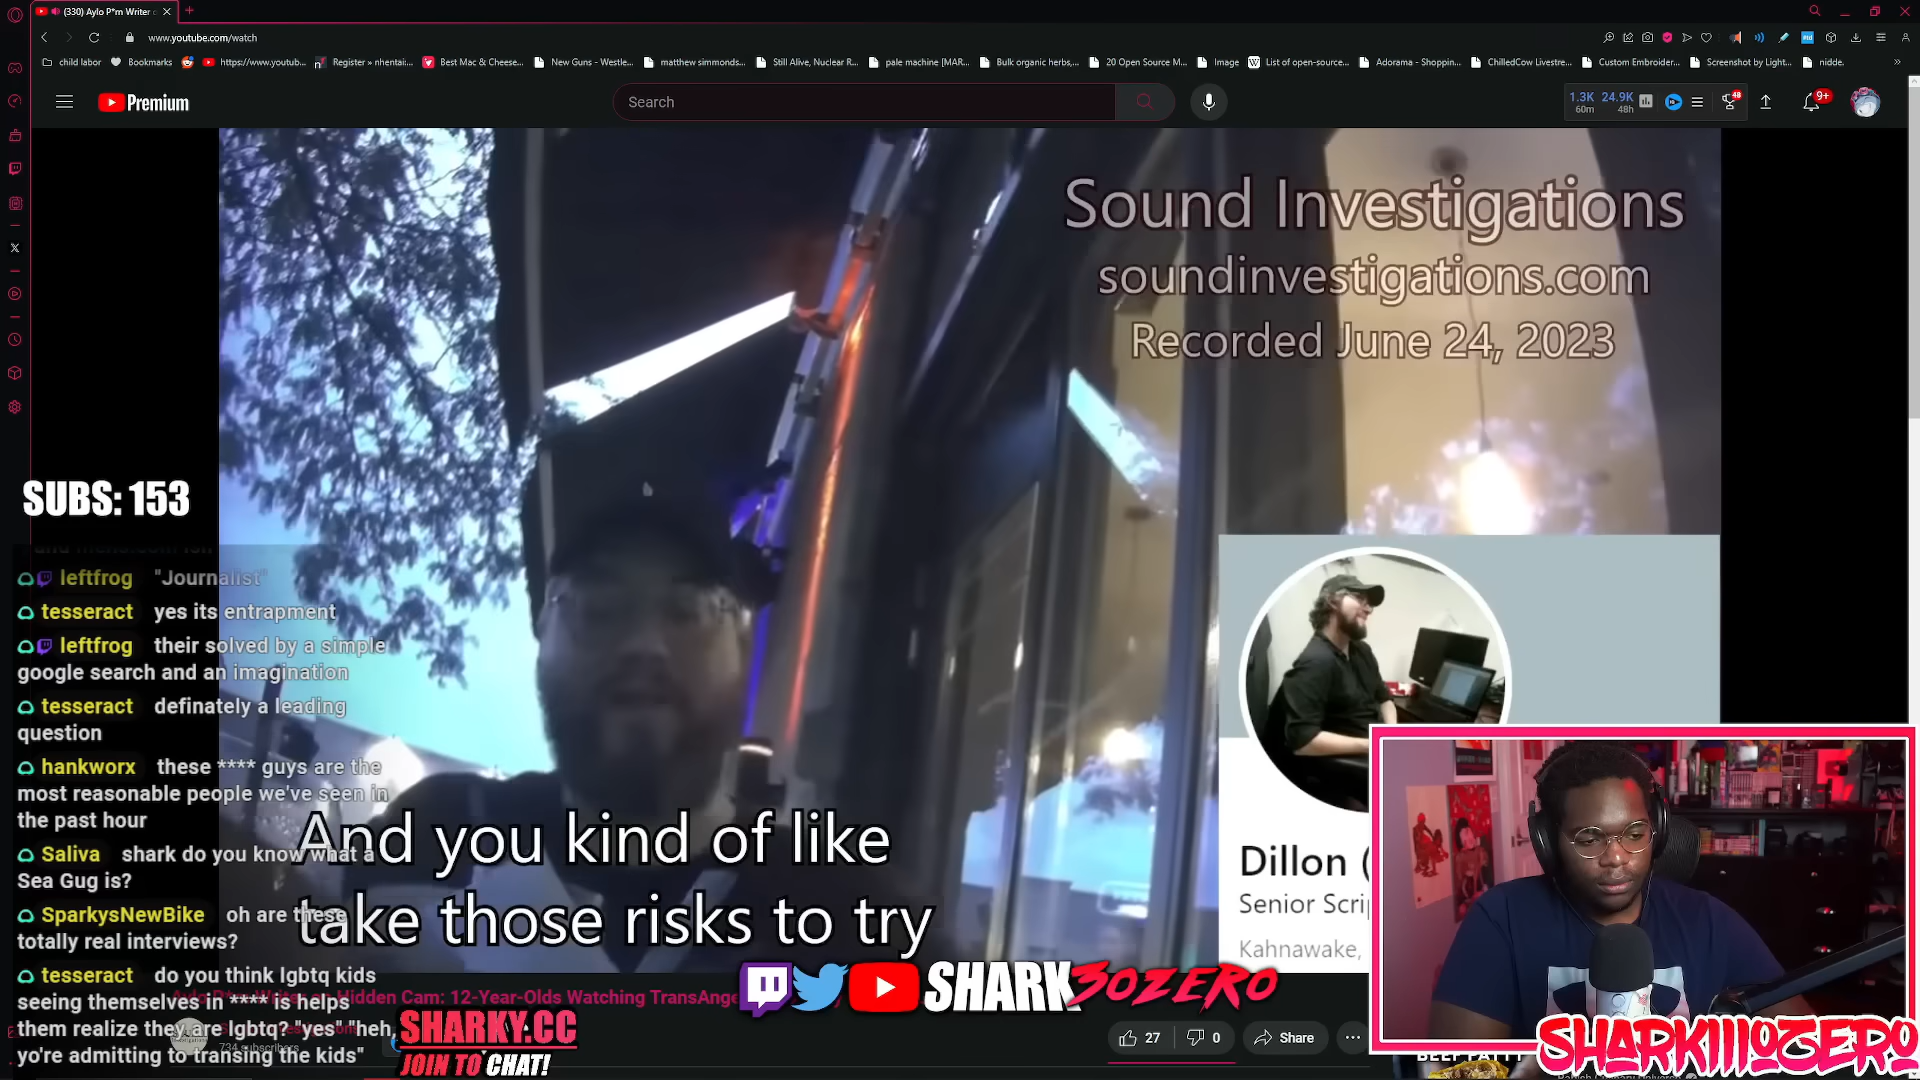 (330) Aylo P*rn Writer
www.youtube.com/watch
child labor
Bookmarks
https://www.youtub...
Register » nhentai:...
Best Mac & Cheese...
New Guns - Westle...
matthew simmonds...
Still Alive, Nuclear R...
pale machine [MAR...
Bulk organic herbs,...
20 Open Source M...
Image
List of open-source...
Adorama - Shoppin...
ChilledCow Livestre...
Custom Embroider...
Screenshot by Light...
nidde.
Premium
Search
1.3K 24.9K
60m 48h
48
9+
Sound Investigations
soundinvestigations.com
Recorded June 24, 2023
SUBS: 153
leftfrog "Journalist"
tesseract yes its entrapment
leftfrog their solved by a simple
google search and an imagination
tesseract definately a leading
question
hankworx these **** guys are the
most reasonable people we've seen in
the past hour
Saliva shark do you know what a
Sea Gug is?
SparkysNewBike oh are these
totally real interviews?
tesseract do you think lgbtq kids
seeing themselves in **** is helps
them realize they are lgbtq? "yes" "heh,
yo're admitting to transing the kids"
And you kind of like
take those risks to try
Dillon (
Senior Scri
Kahnawake,
Hidden Cam: 12-Year-Olds Watching TransAnge
734 subscribers
SHARK3OZERO
SHARKY.CC
JOIN TO CHAT!
27
0
Share
SHARK111OZERO